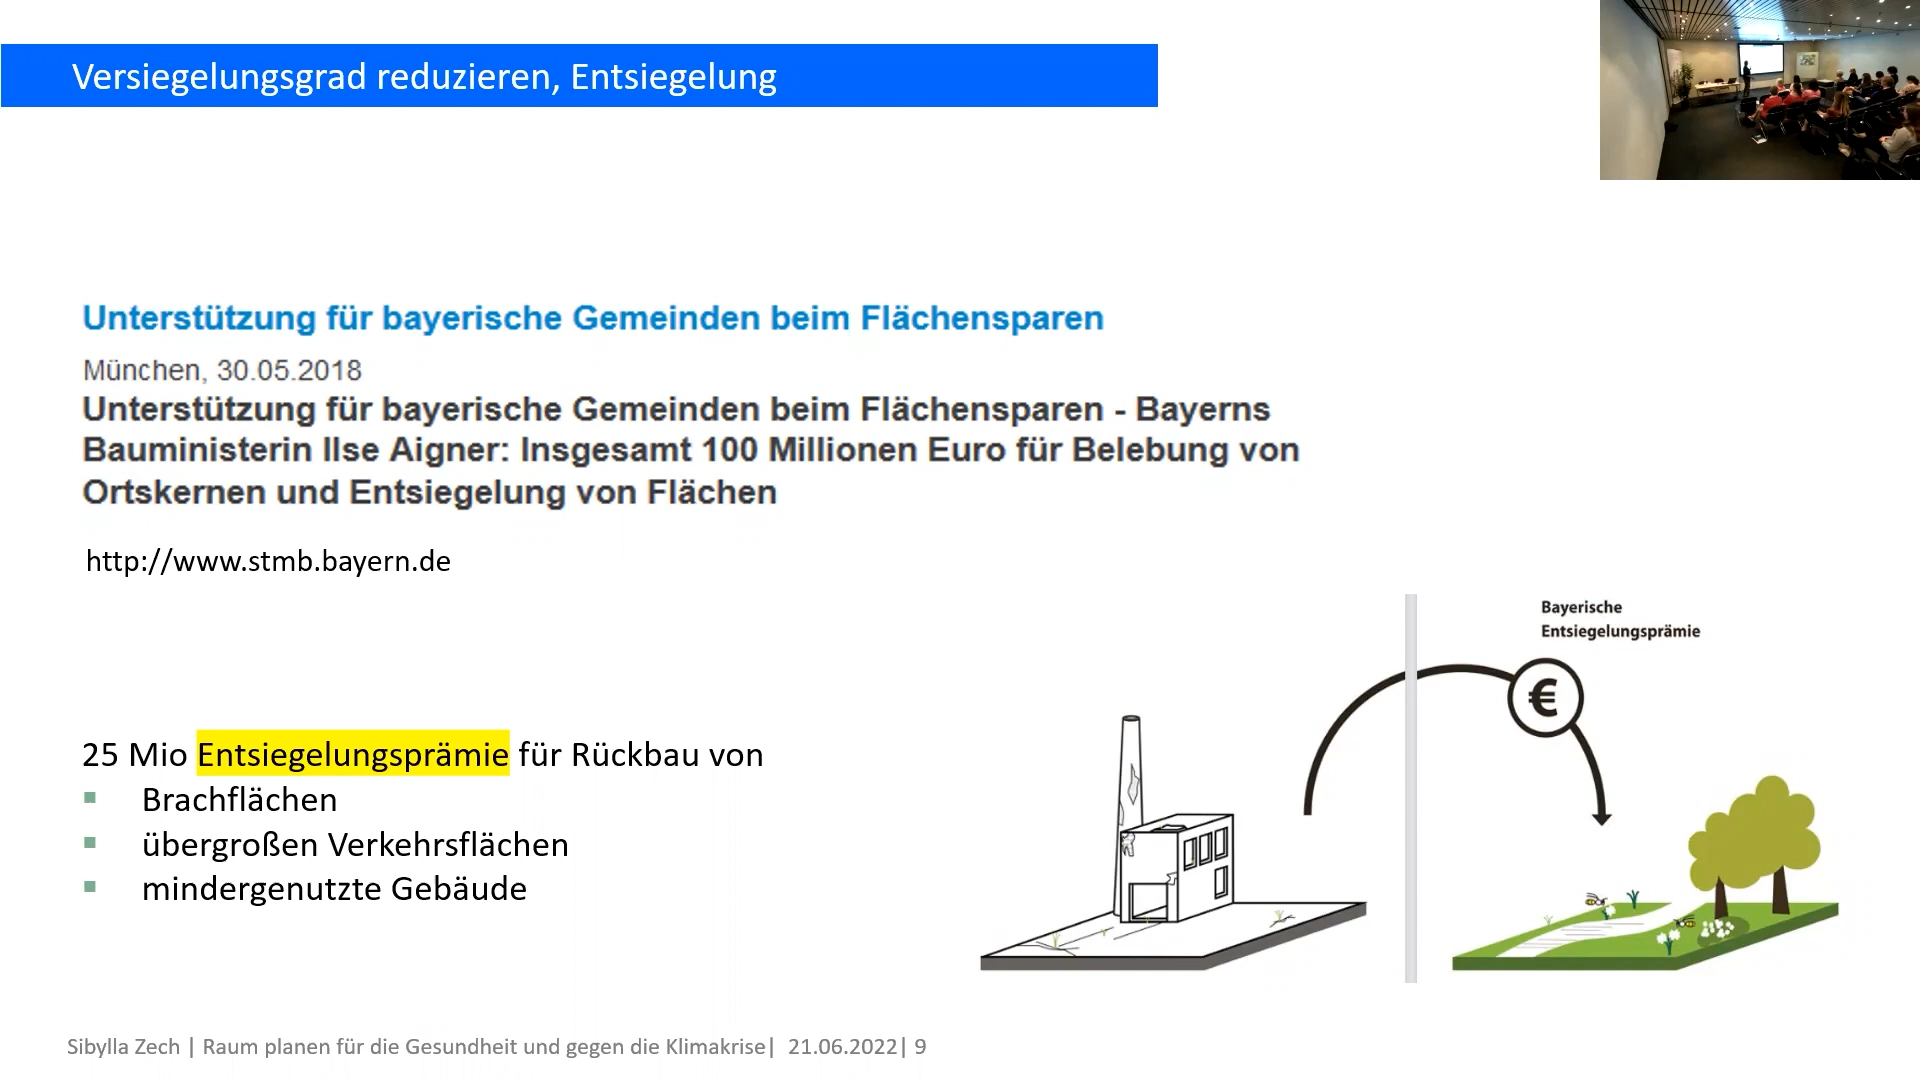 Versiegelungsgrad reduzieren, Entsiegelung
Unterstützung für bayerische Gemeinden beim Flächensparen
München, 30.05.2018
Unterstützung für bayerische Gemeinden beim Flächensparen - Bayerns
Bauministerin Ilse Aigner: Insgesamt 100 Millionen Euro für Belebung von
Ortskernen und Entsiegelung von Flächen
http://www.stmb.bayern.de
Bayerische
Entsiegelungsprämie
€
25 Mio Entsiegelungsprämie für Rückbau von
▪ Brachflächen
▪ übergroßen Verkehrsflächen
▪ mindergenutzte Gebäude
Sibylla Zech | Raum planen für die Gesundheit und gegen die Klimakrise| 21.06.2022| 9